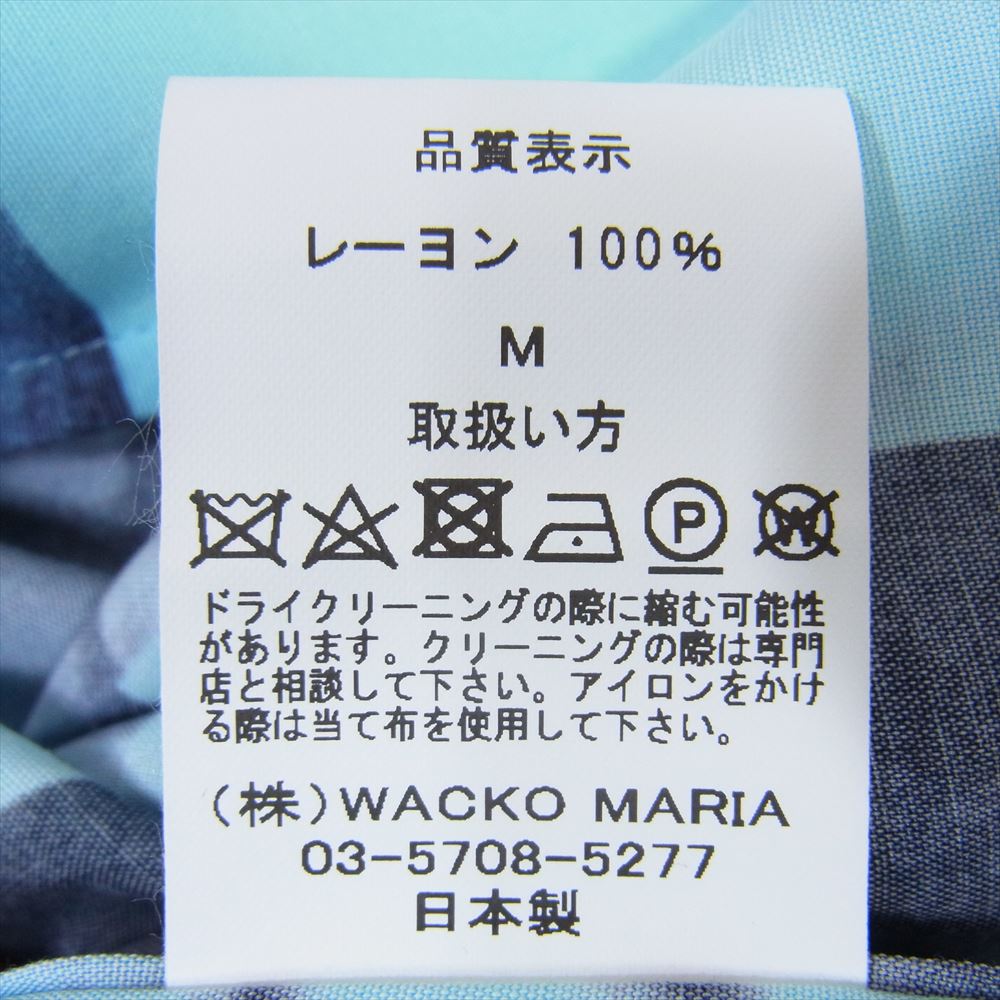 品質表示
レーヨン 100%
M
取扱い方
P W
ドライクリーニングの際に縮む可能性
があります。クリーニングの際は専門
店と相談して下さい。アイロンをかけ
る際は当て布を使用して下さい。
(株)WACKO MARIA
03-5708-5277
日本製